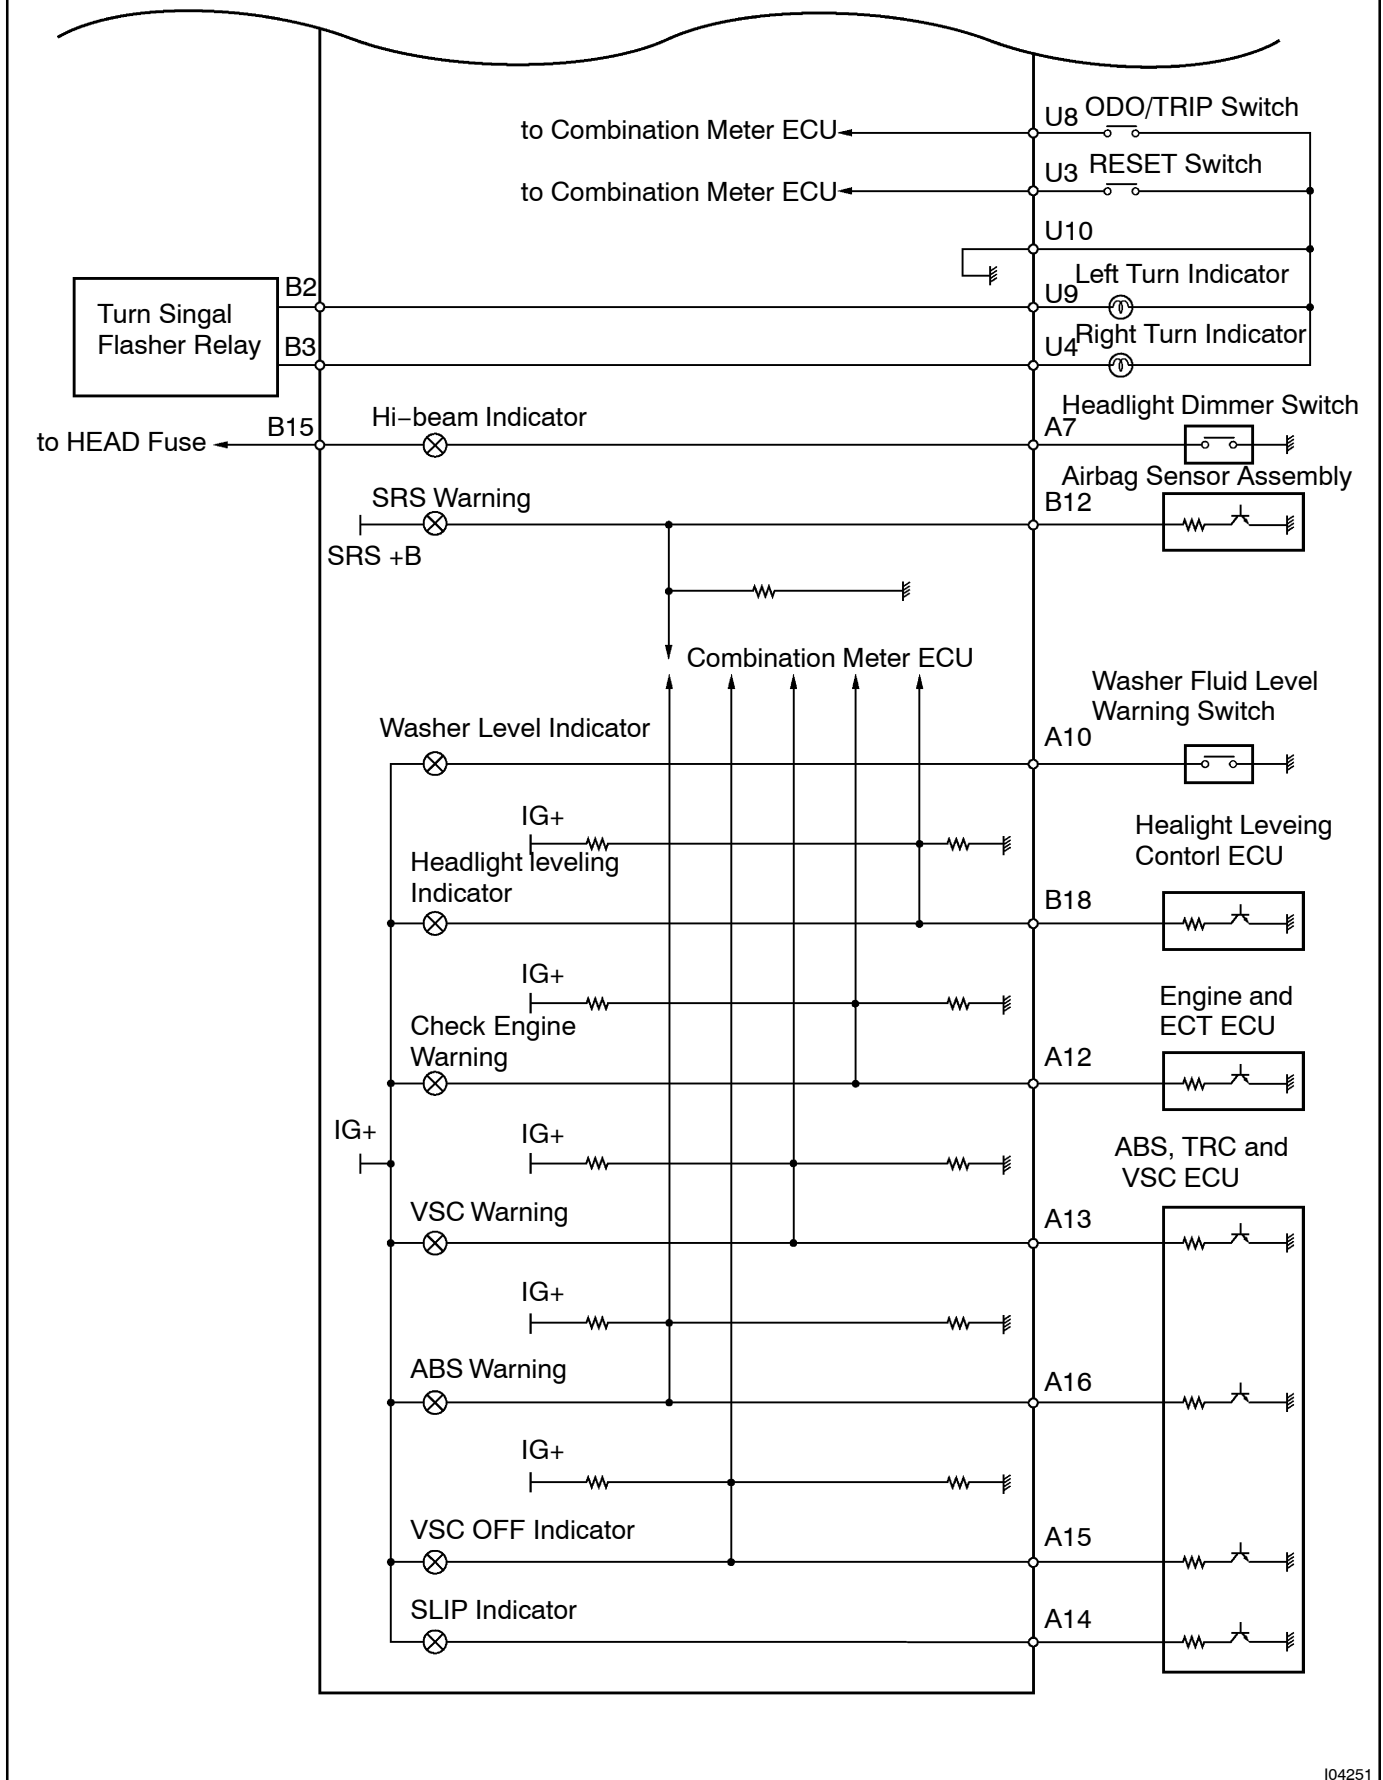 U8 ODO/TRIP Switch
to Combination Meter ECU
U3 RESET Switch
to Combination Meter ECU
U10
B2
Left Turn Indicator
U9
Turn Singal
Flasher Relay
B3
U4 Right Turn Indicator
Headlight Dimmer Switch
Hi–beam Indicator
B15
A7
to HEAD Fuse
Airbag Sensor Assembly
SRS Warning
B12
SRS +B
Combination Meter ECU
Washer Fluid Level
Warning Switch
Washer Level Indicator
A10
IG+
Healight Leveing
Contorl ECU
Headlight leveling
Indicator
B18
IG+
Engine and
ECT ECU
Check Engine
Warning
A12
IG+
IG+
ABS, TRC and
VSC ECU
VSC Warning
A13
IG+
ABS Warning
A16
IG+
VSC OFF Indicator
A15
SLIP Indicator
A14
I04251